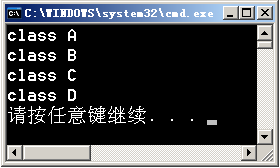 C:\WINDOWS\system32\cmd.exe
class A
class B
class C
class D
请按任意键继续. . .